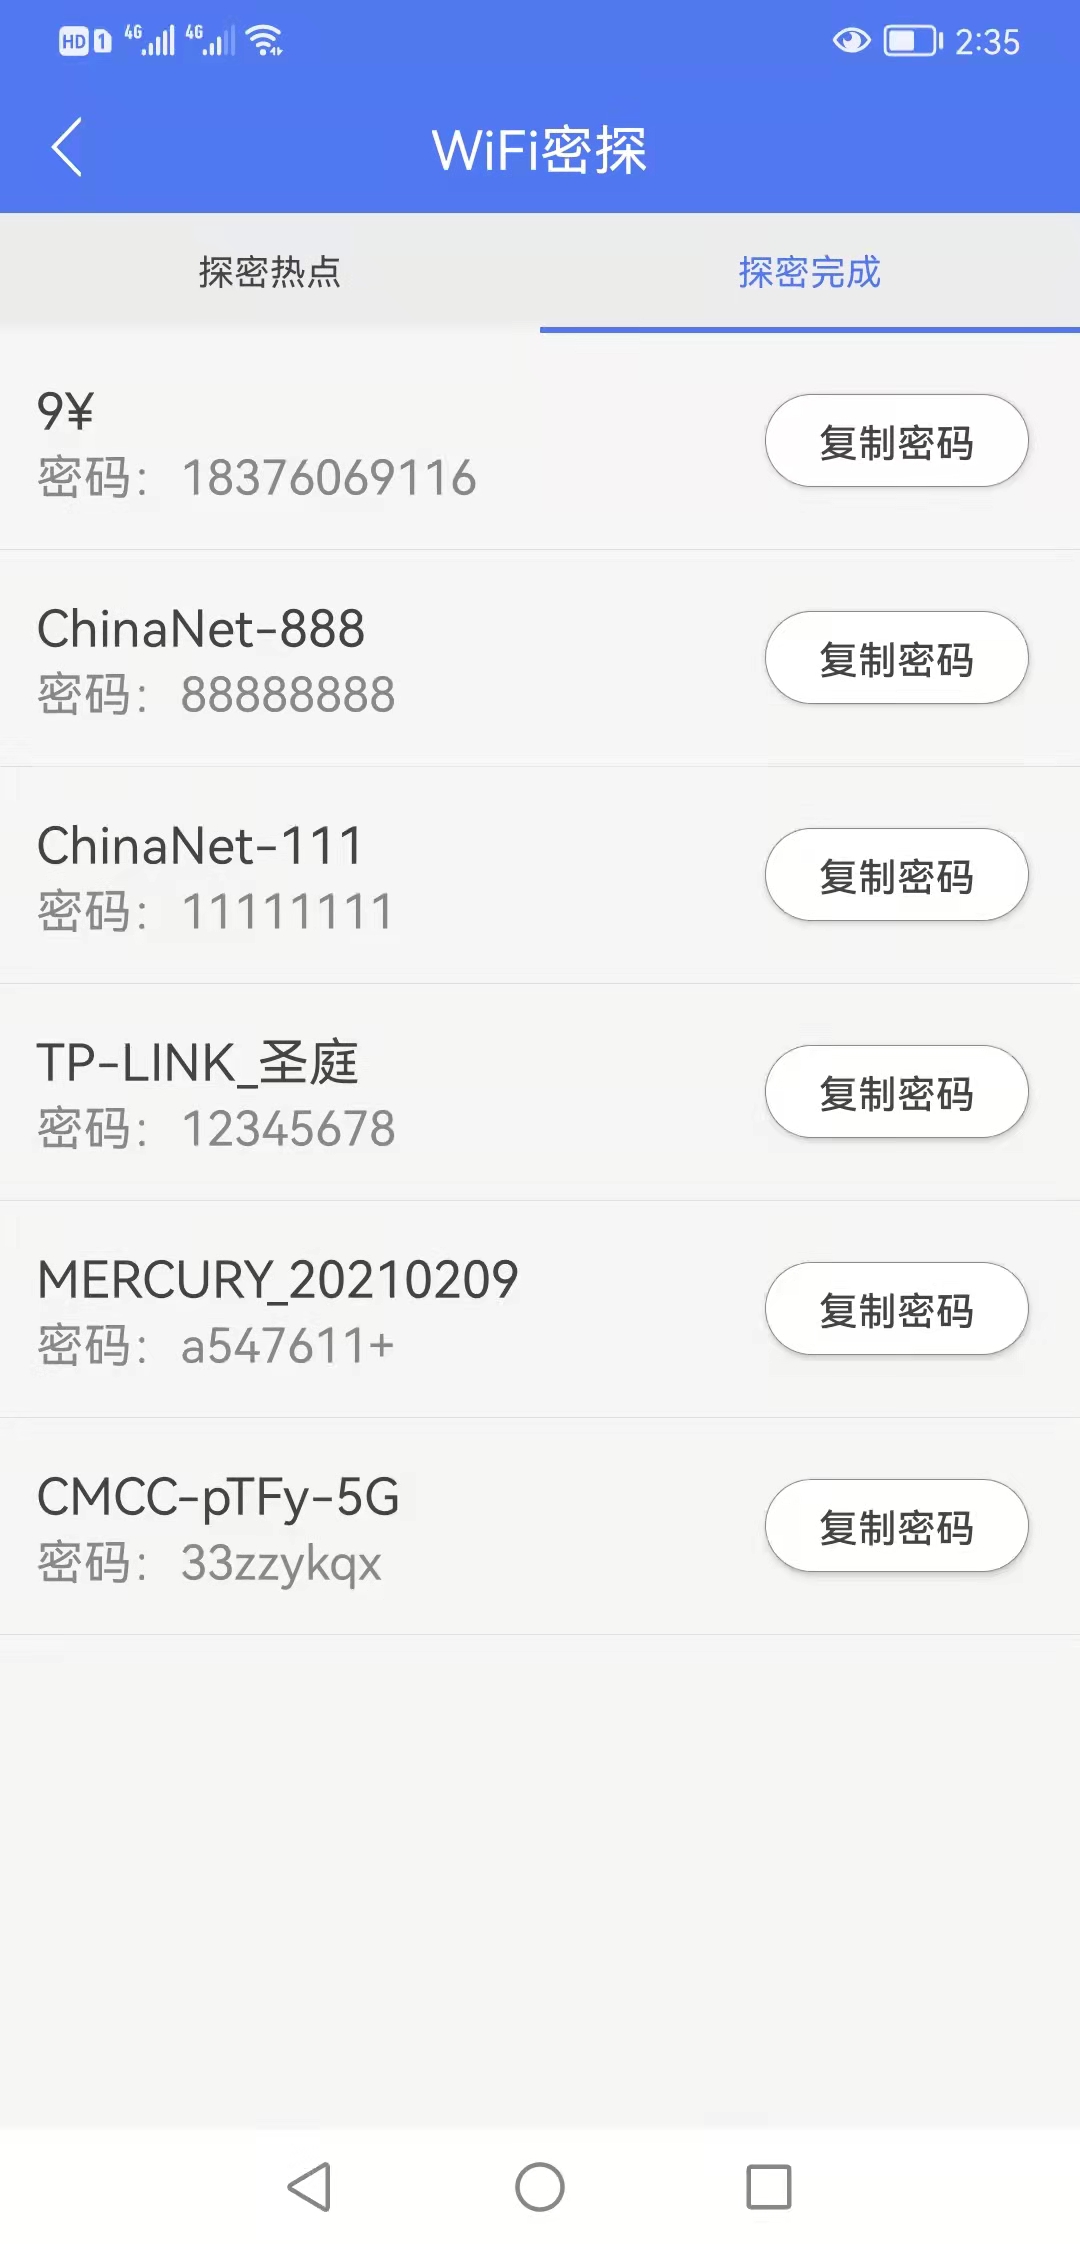 HD 1 4G 4G 2:35
WiFi密探
探密热点 探密完成
9¥
密码： 18376069116
复制密码
ChinaNet-888
密码： 88888888
复制密码
ChinaNet-111
密码： 11111111
复制密码
TP-LINK_圣庭
密码： 12345678
复制密码
MERCURY_20210209
密码： a547611+
复制密码
CMCC-pTFy-5G
密码： 33zzykqx
复制密码